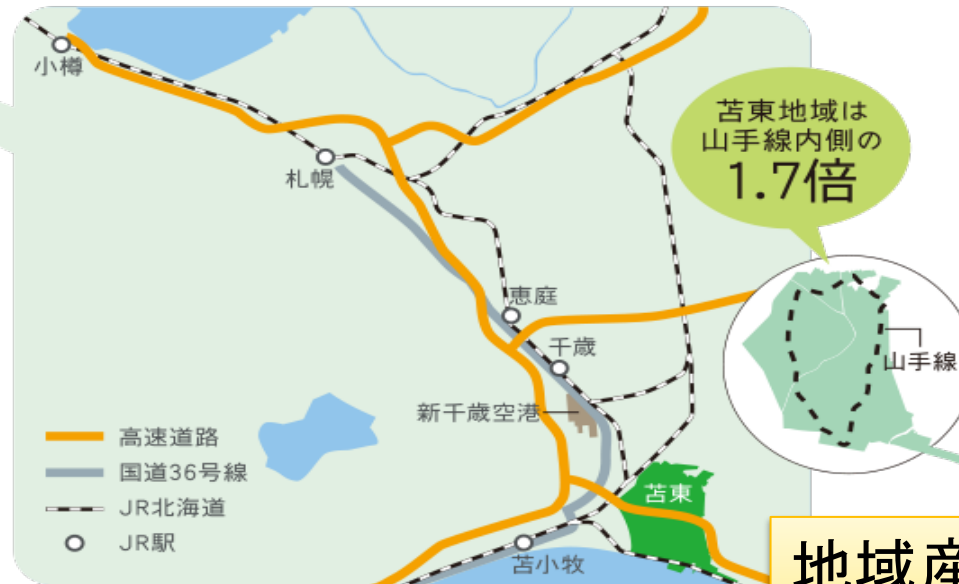 小樽
札幌
苫東地域は
山手線内側の
1.7倍
恵庭
千歳
山手線
新千歳空港
高速道路
国道36号線
JR北海道
JR駅
苫東
苫小牧
地域産